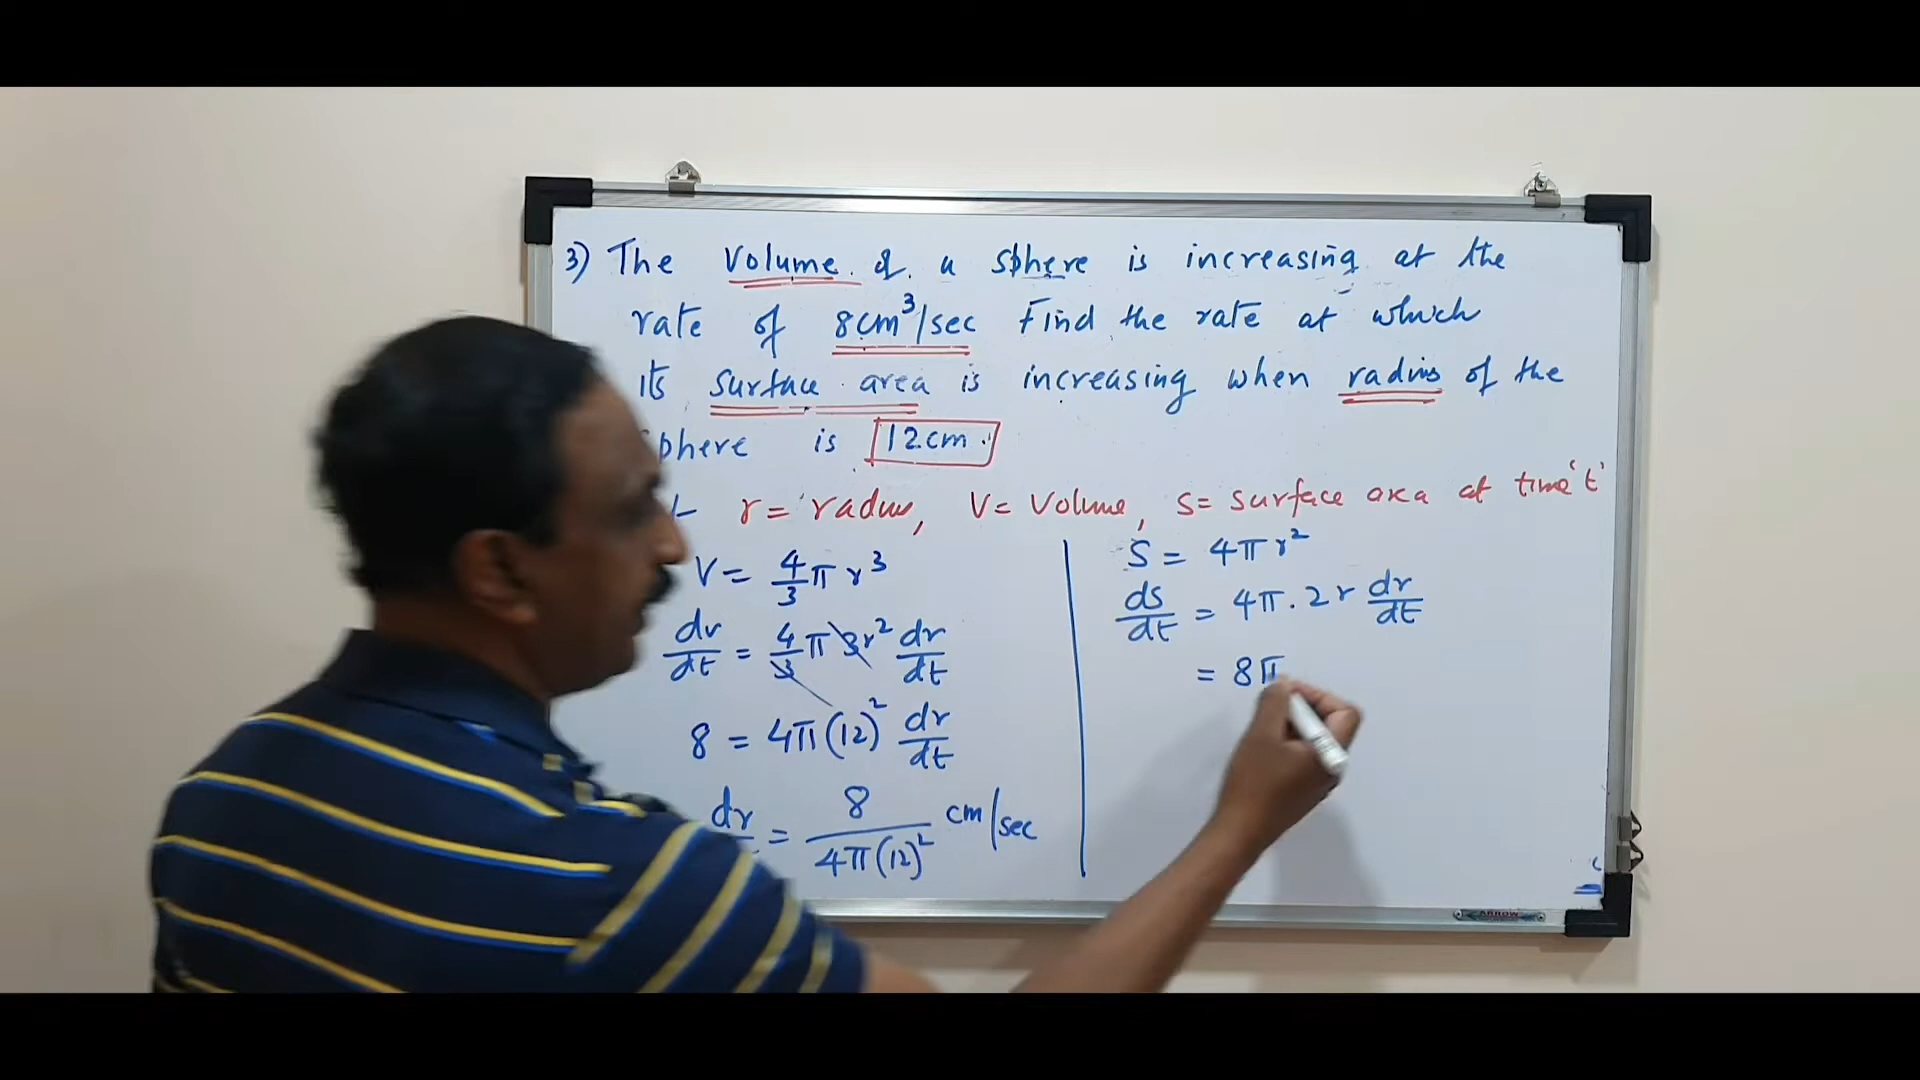 3) The Volume of a sphere is increasing at the
rate of 8cm³/sec Find the rate at which
its surface area is increasing when radius of the
sphere is 12cm.
r = radius, V = Volume, S = surface area at time 't'
V = 4/3 π r³
dv/dt = 4/3 π 3r² dr/dt
8 = 4π(12)² dr/dt
dr = 8/4π(12)² cm/sec
S = 4πr²
ds/dt = 4π.2r dr/dt
= 8π
ARROW